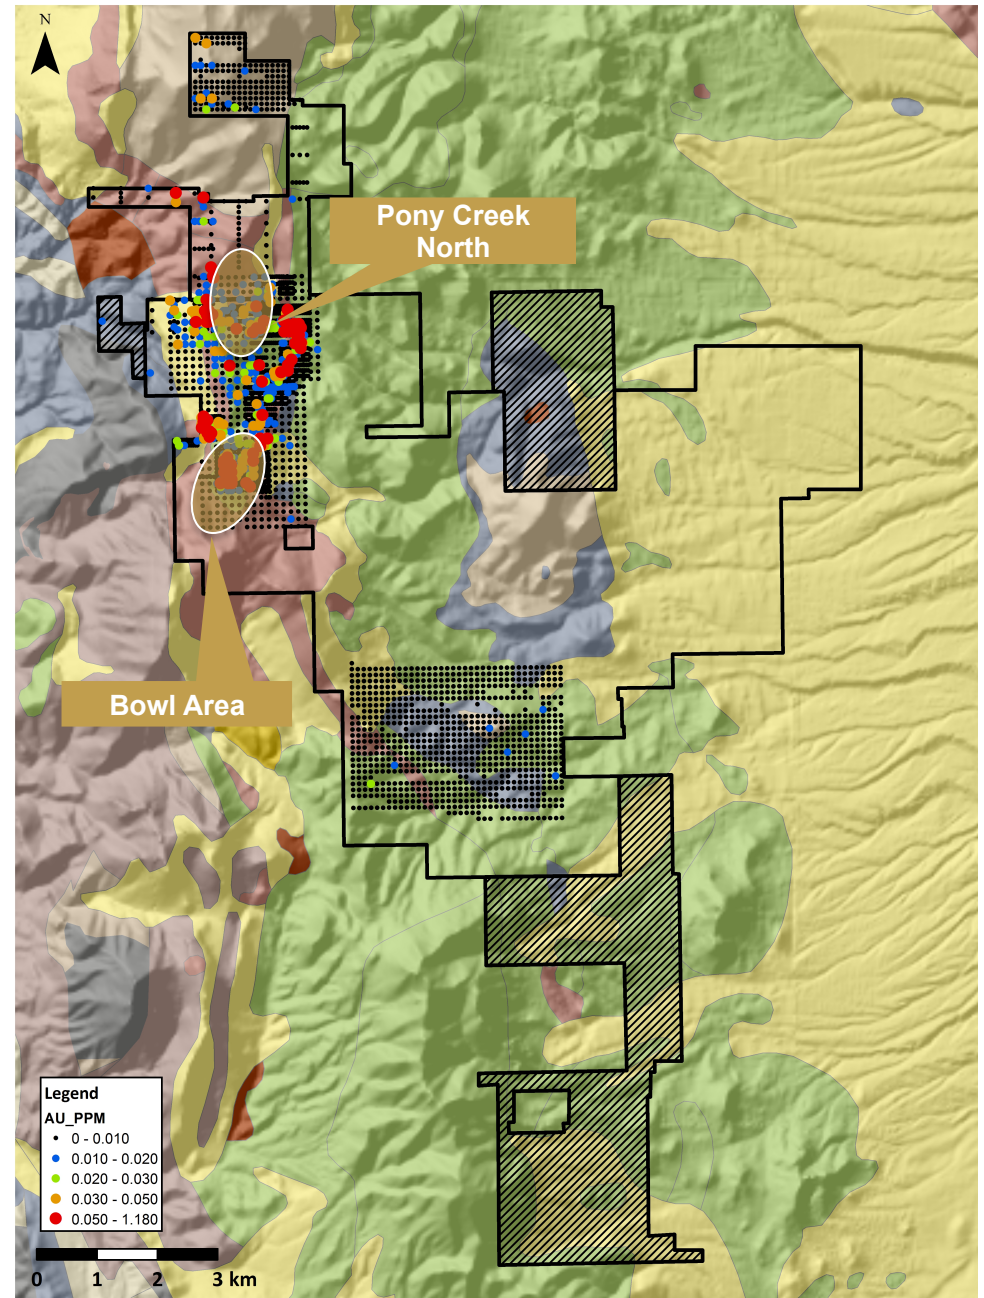 N
Pony Creek
North
Bowl Area
Legend
AU_PPM
0 - 0.010
0.010 - 0.020
0.020 - 0.030
0.030 - 0.050
0.050 - 1.180
0 1 2 3 km